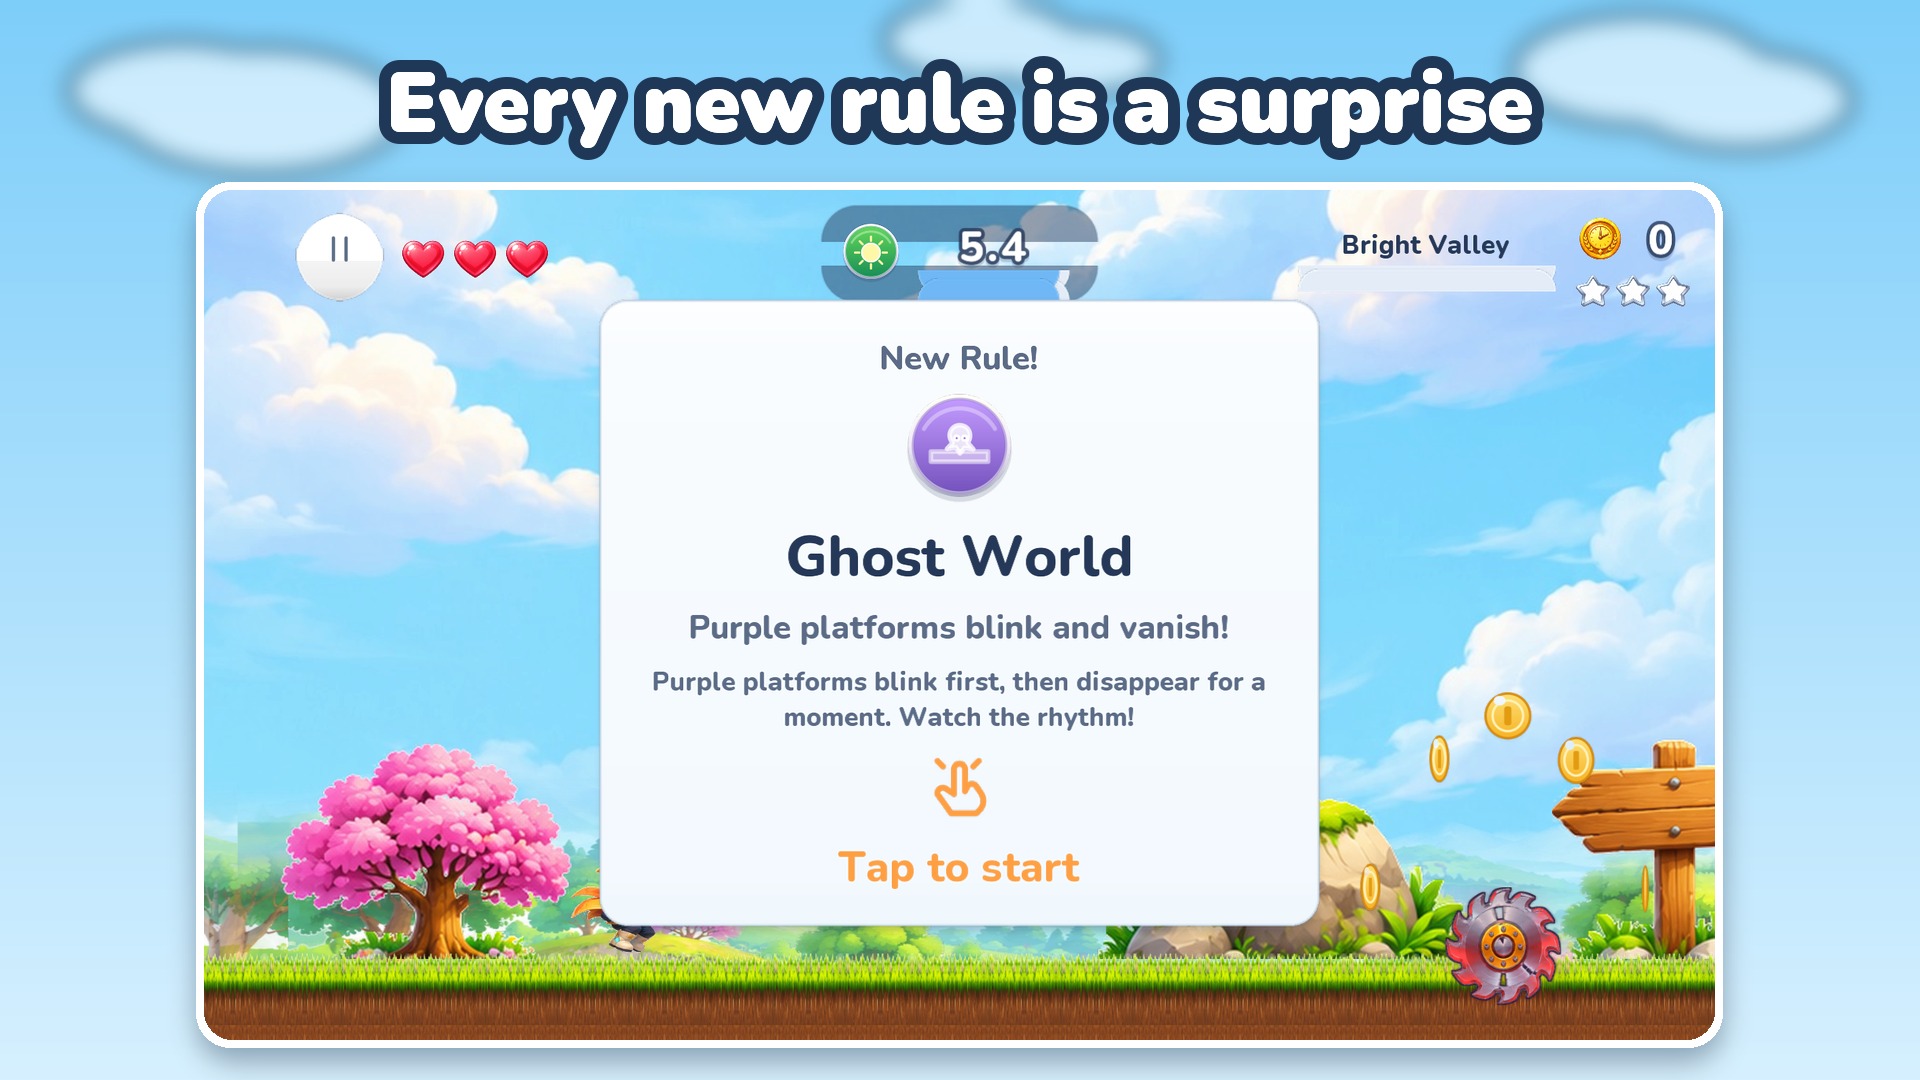 Every new rule is a surprise
5.4
Bright Valley
0
New Rule!
Ghost World
Purple platforms blink and vanish!
Purple platforms blink first, then disappear for a
moment. Watch the rhythm!
Tap to start